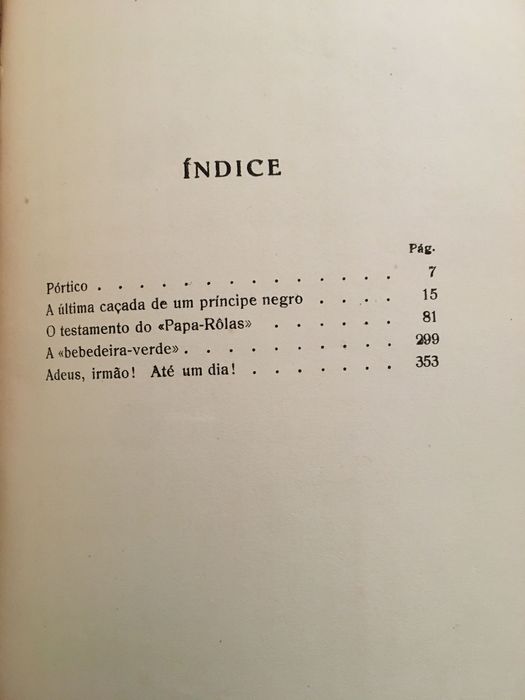 ÍNDICE
Pág.
Pórtico . . . . . . . . . . . . . . 7
A última caçada de um príncipe negro . . . . 15
O testamento do «Papa-Rôlas» . . . . . . 81
A «bebedeira-verde» . . . . . . . . . . 299
Adeus, irmão! Até um dia! . . . . . . . 353